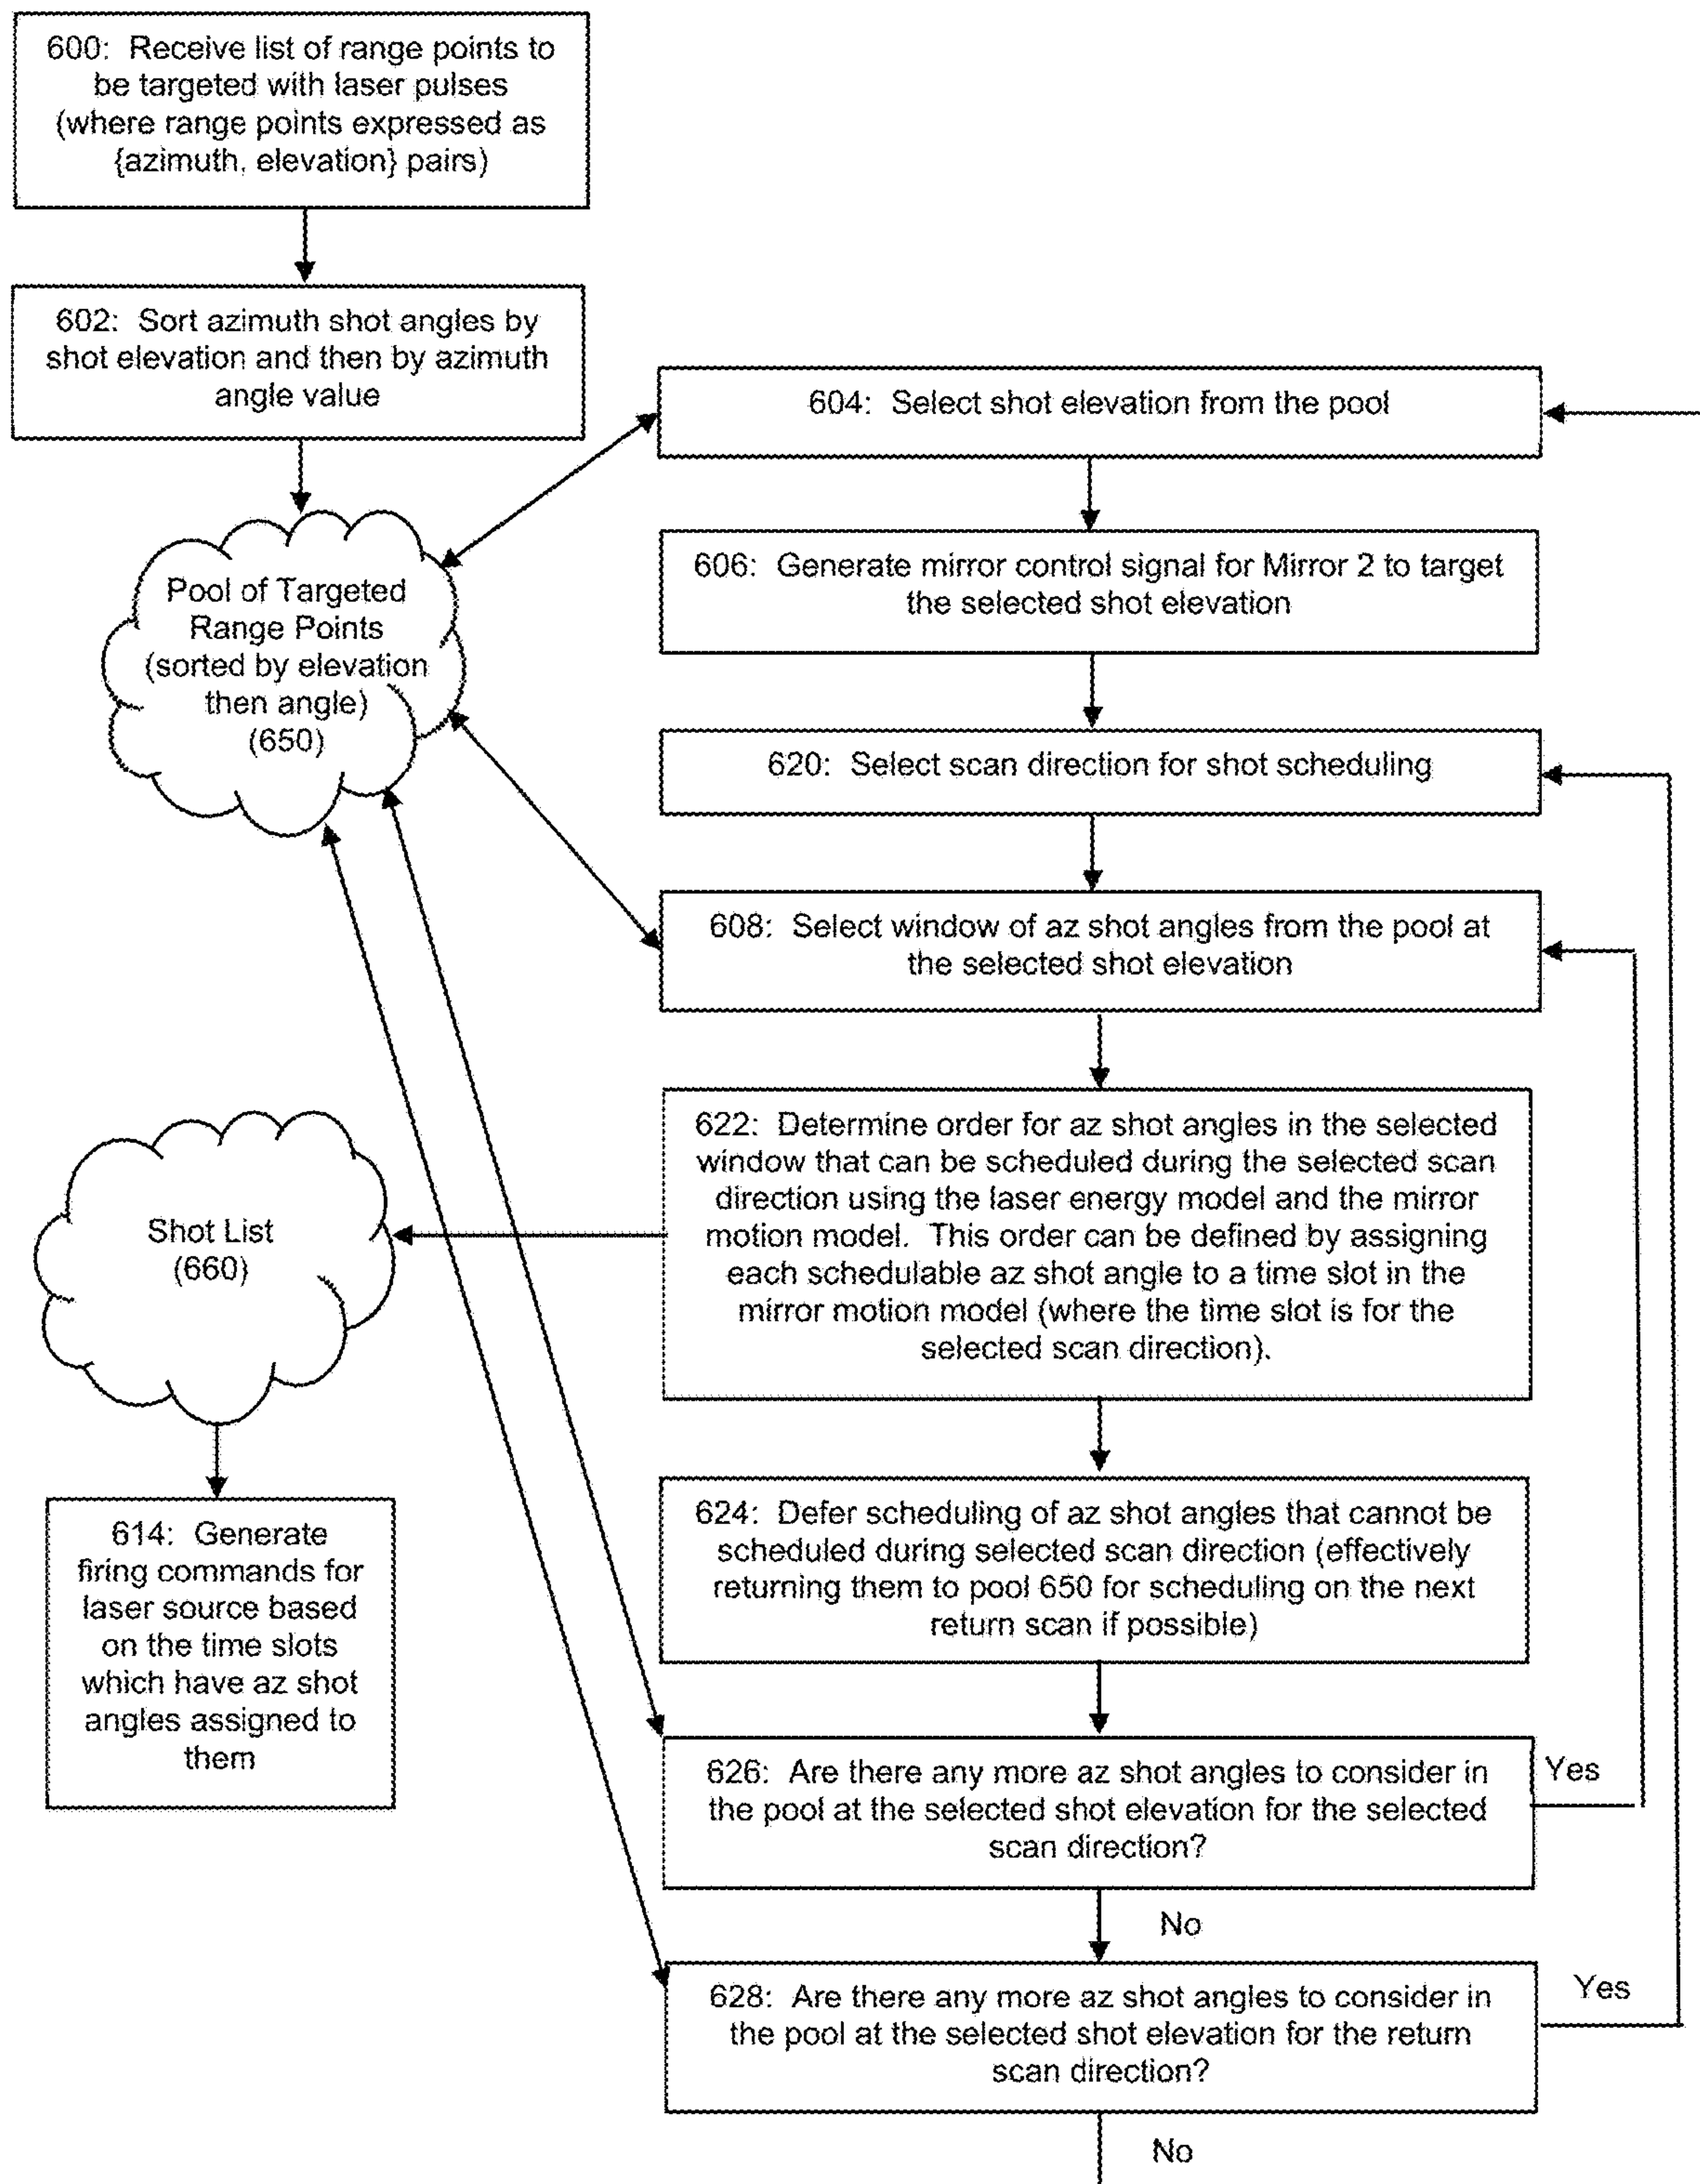 600: Receive list of range points to
be targeted with laser pulses
(where range points expressed as
{azimuth, elevation} pairs)
602: Sort azimuth shot angles by
shot elevation and then by azimuth
angle value
604: Select shot elevation from the pool
606: Generate mirror control signal for Mirror 2 to target
the selected shot elevation
Pool of Targeted
Range Points
(sorted by elevation
then angle)
(650)
620: Select scan direction for shot scheduling
608: Select window of az shot angles from the pool at
the selected shot elevation
622: Determine order for az shot angles in the selected
window that can be scheduled during the selected scan
direction using the laser energy model and the mirror
motion model. This order can be defined by assigning
each schedulable az shot angle to a time slot in the
mirror motion model (where the time slot is for the
selected scan direction).
Shot List
(660)
624: Defer scheduling of az shot angles that cannot be
scheduled during selected scan direction (effectively
returning them to pool 650 for scheduling on the next
return scan if possible)
614: Generate
firing commands for
laser source based
on the time slots
which have az shot
angles assigned to
them
626: Are there any more az shot angles to consider in
the pool at the selected shot elevation for the selected
scan direction?
Yes
No
628: Are there any more az shot angles to consider in
the pool at the selected shot elevation for the return
scan direction?
Yes
No